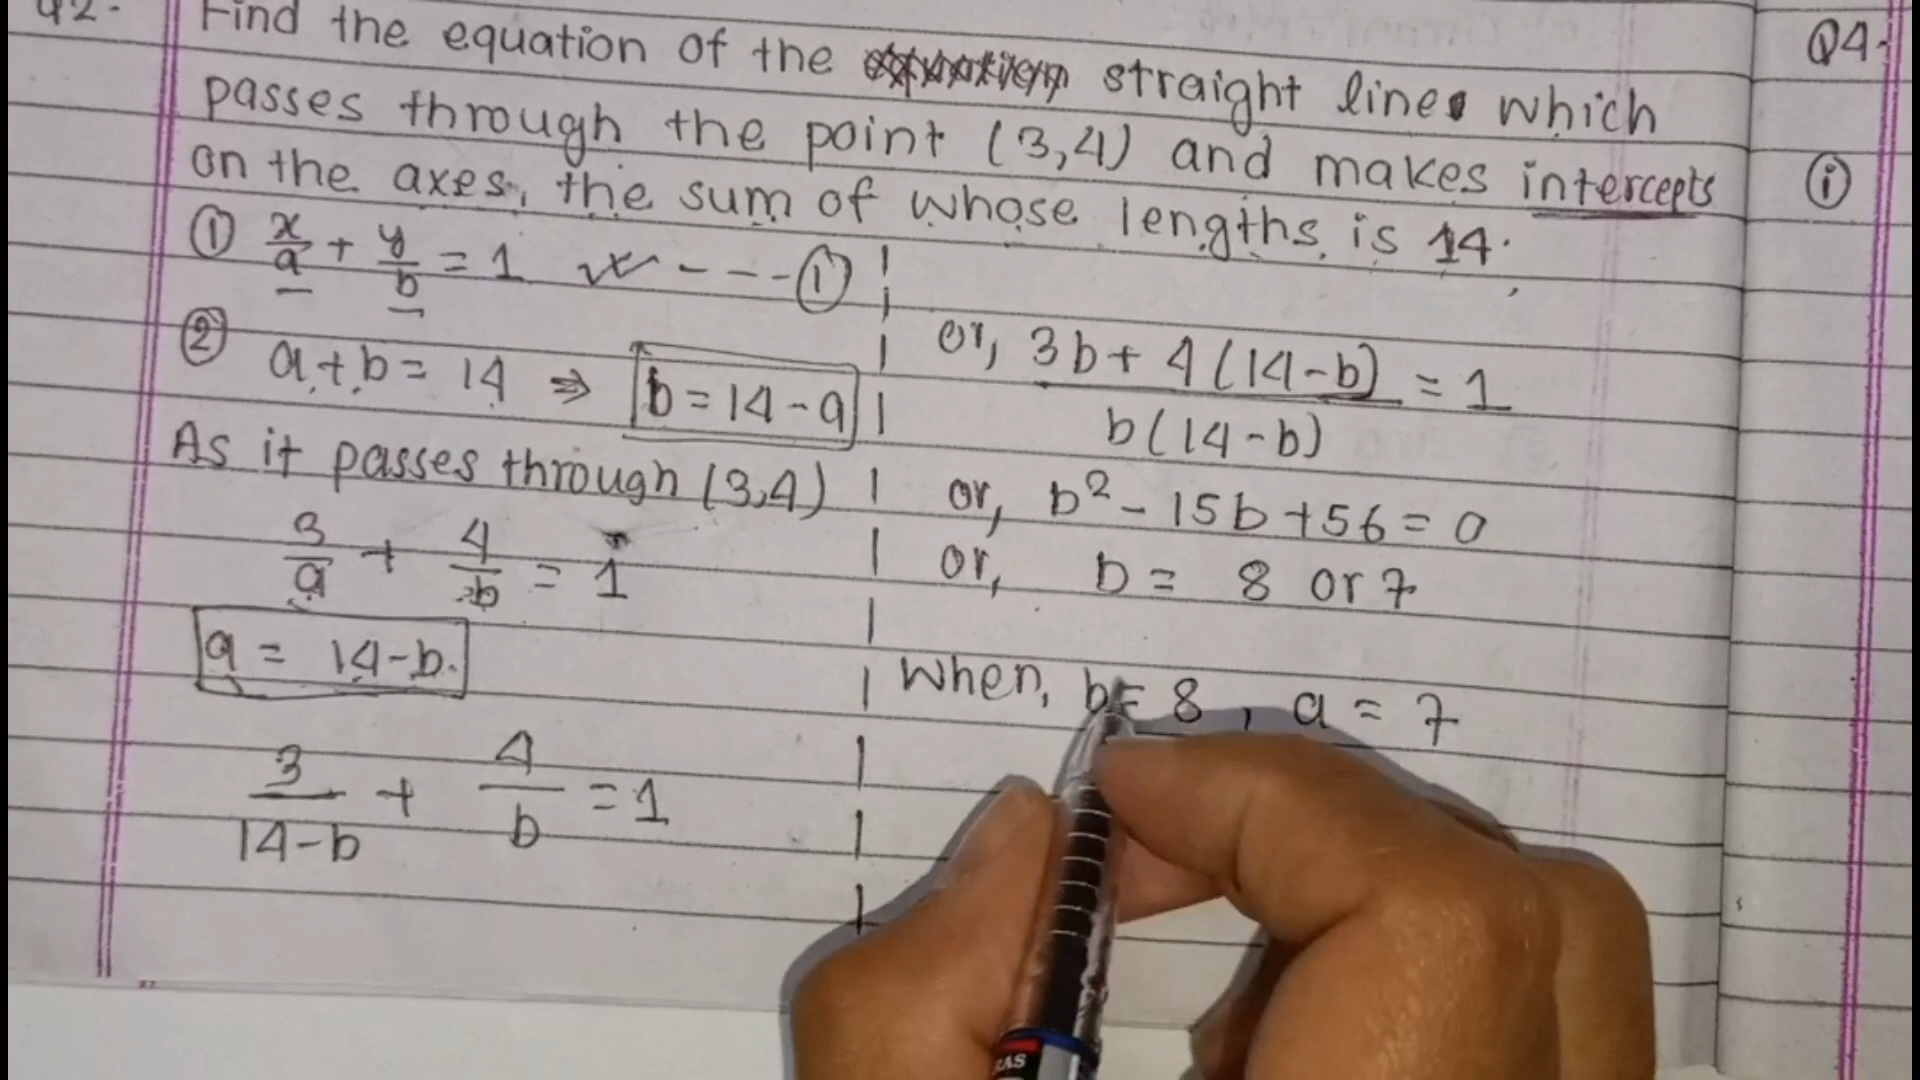 Q2. Find the equation of the straight line which
passes through the point (3,4) and makes intercepts
on the axes, the sum of whose lengths is 14.
① x/a + y/b = 1 ---- ①
② a+b = 14 ⇒ b = 14-a
As it passes through (3,4)
3/a + 4/b = 1
a = 14-b.
3/(14-b) + 4/b = 1
or, (3b + 4(14-b))/(b(14-b)) = 1
or, b² - 15b + 56 = 0
or, b = 8 or 7
When, b = 8, a = 7
Q4.
ⓘ